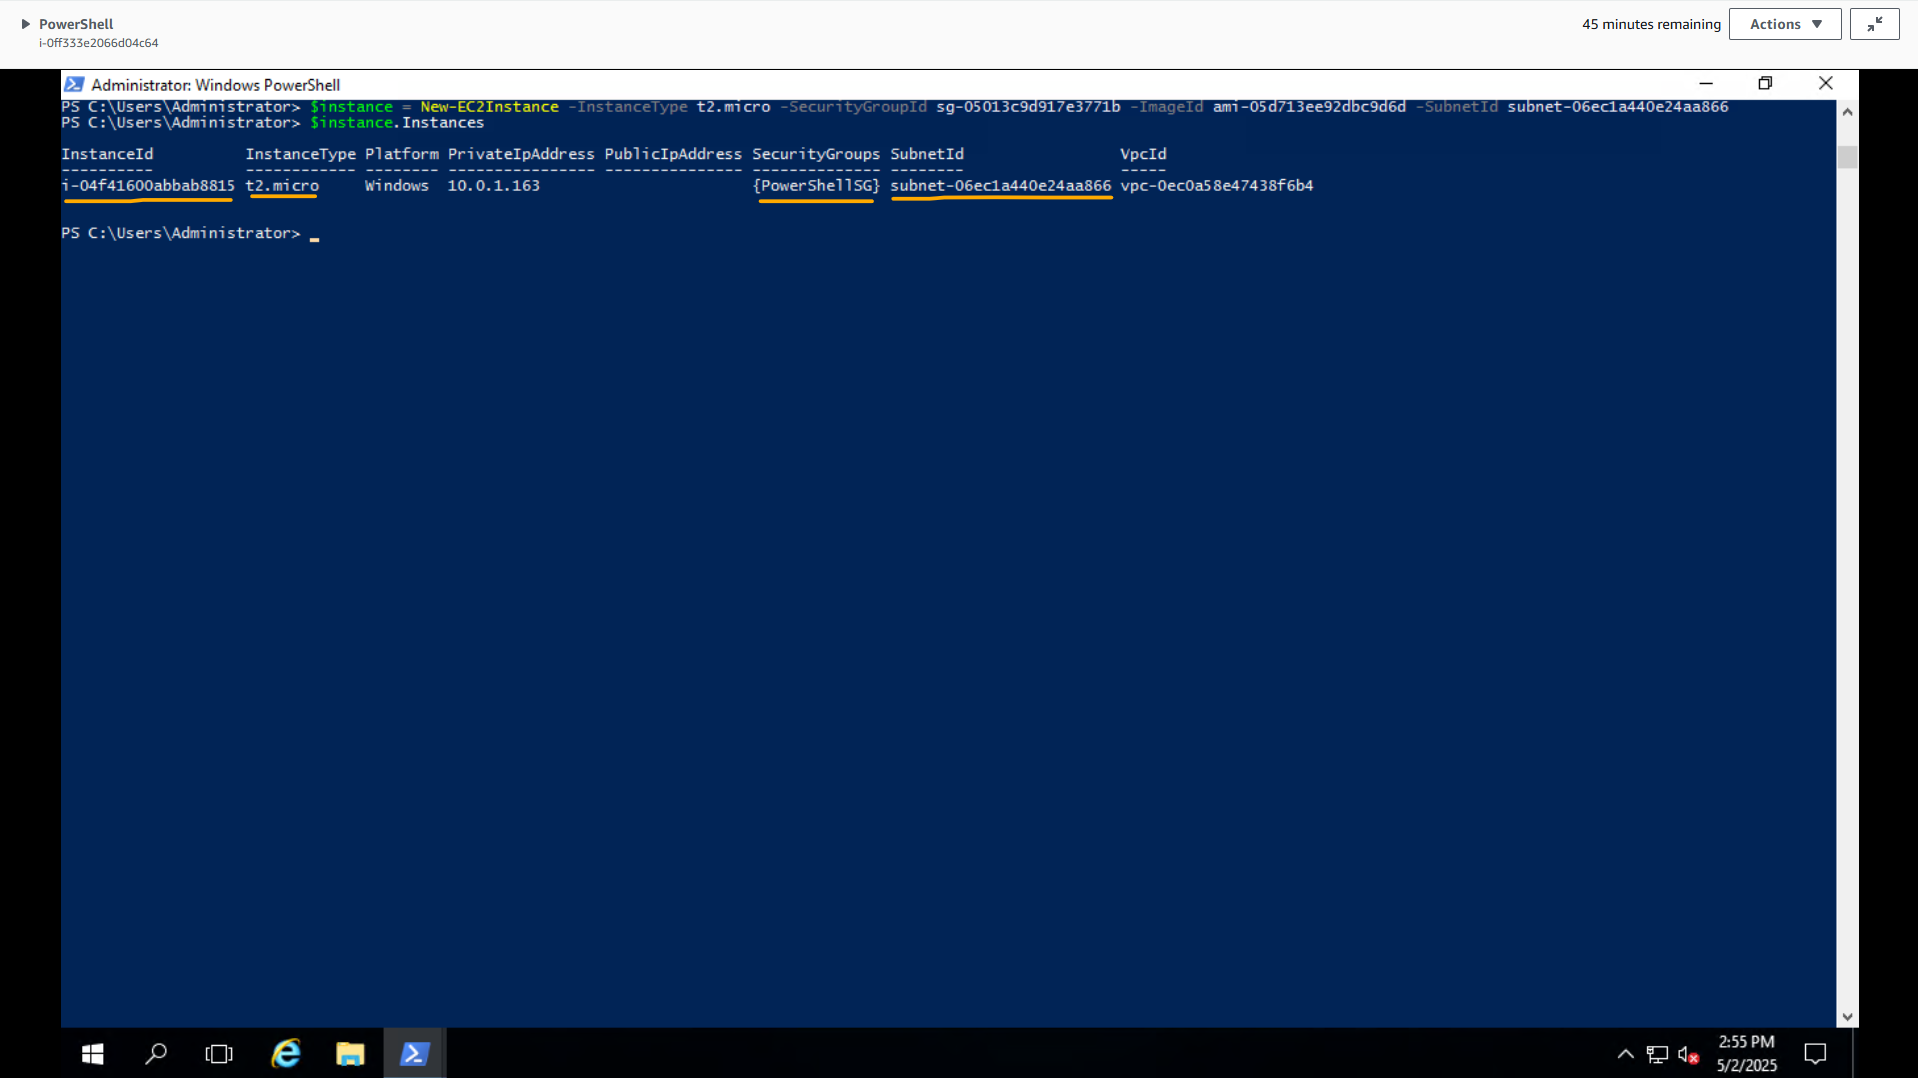 PowerShell
i-0ff333e2066d04c64
45 minutes remaining
Actions
Administrator: Windows PowerShell
PS C:\Users\Administrator> $instance = New-EC2Instance -InstanceType t2.micro -SecurityGroupId sg-05013c9d917e3771b -ImageId ami-05d713ee92dbc9d6d -SubnetId subnet-06ec1a440e24aa866
PS C:\Users\Administrator> $instance.Instances
InstanceId InstanceType Platform PrivateIpAddress PublicIpAddress SecurityGroups SubnetId VpcId
---------- ------------ -------- ---------------- --------------- -------------- -------- -----
i-04f41600abbab8815 t2.micro Windows 10.0.1.163 {PowerShellSG} subnet-06ec1a440e24aa866 vpc-0ec0a58e47438f6b4
PS C:\Users\Administrator> _
2:55 PM
5/2/2025